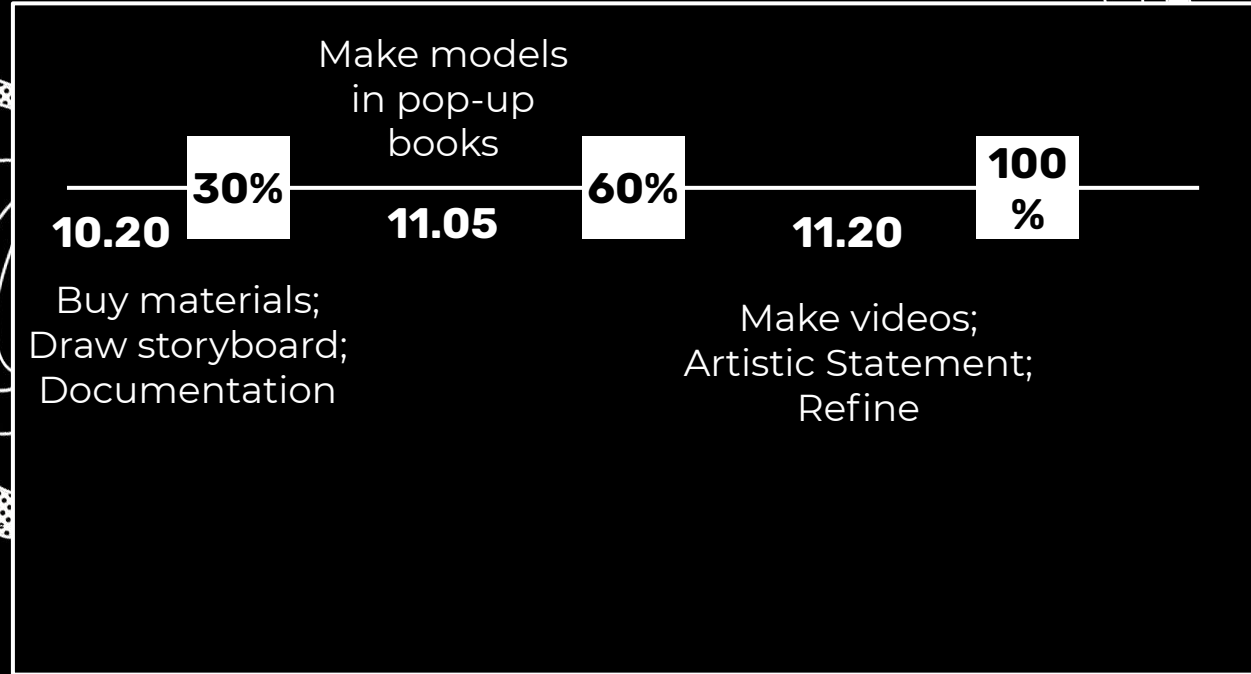 Make models
in pop-up
books
30%
60%
100
%
10.20
11.05
11.20
Buy materials;
Draw storyboard;
Documentation
Make videos;
Artistic Statement;
Refine